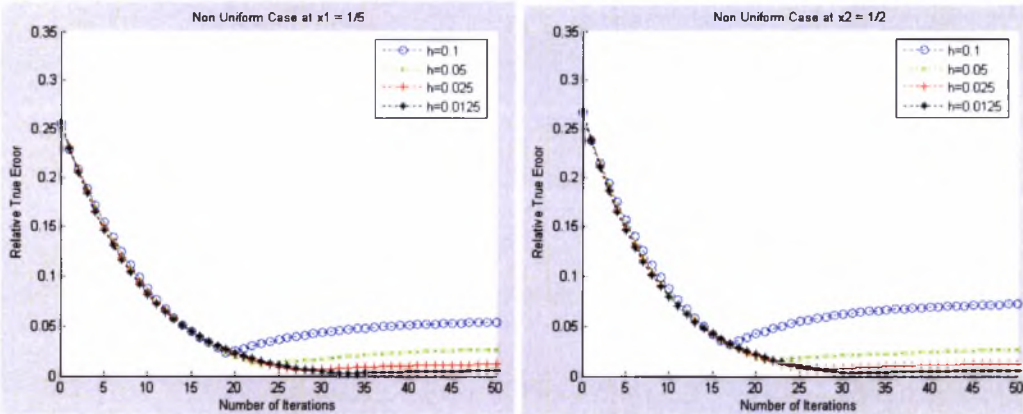 Non Uniform Case at x1 = 1/5
0.35
0.3
0.25
0.2
0.15
0.1
0.05
0
Relative True Eroor
h=0.1
h=0.05
h=0.025
h=0.0125
0 5 10 15 20 25 30 35 40 45 50
Number of Iterations
Non Uniform Case at x2 = 1/2
0.35
0.3
0.25
0.2
0.15
0.1
0.05
0
Relative True Eroor
h=0.1
h=0.05
h=0.025
h=0.0125
0 5 10 15 20 25 30 35 40 45 50
Number of Iterations